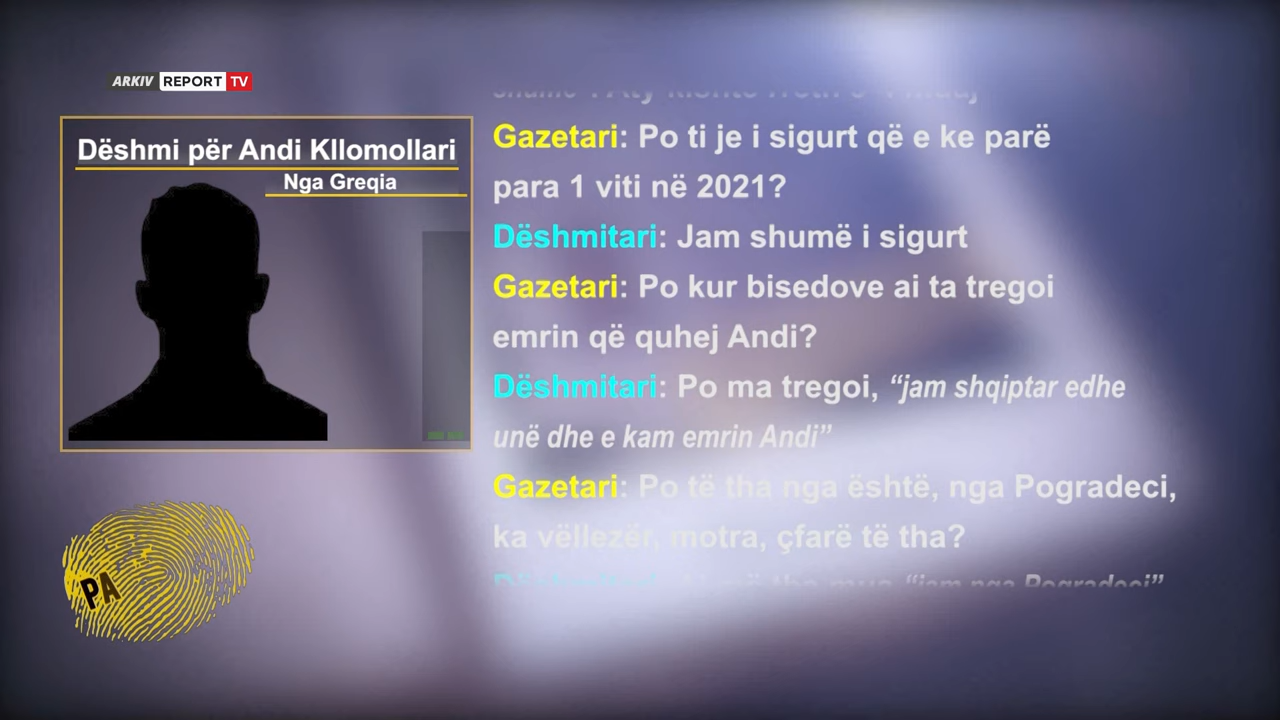 ARKIV REPORT TV
Dëshmi për Andi Kllomollari
Nga Greqia
Gazetari: Po ti je i sigurt që e ke parë
para 1 viti në 2021?
Dëshmitari: Jam shumë i sigurt
Gazetari: Po kur bisedove ai ta tregoi
emrin që quhej Andi?
Dëshmitari: Po ma tregoi, “jam shqiptar edhe
unë dhe e kam emrin Andi”
Gazetari: Po të tha nga është, nga Pogradeci,
ka vëllezër, motra, çfarë të tha?
“jam nga Pogradeci”
PA